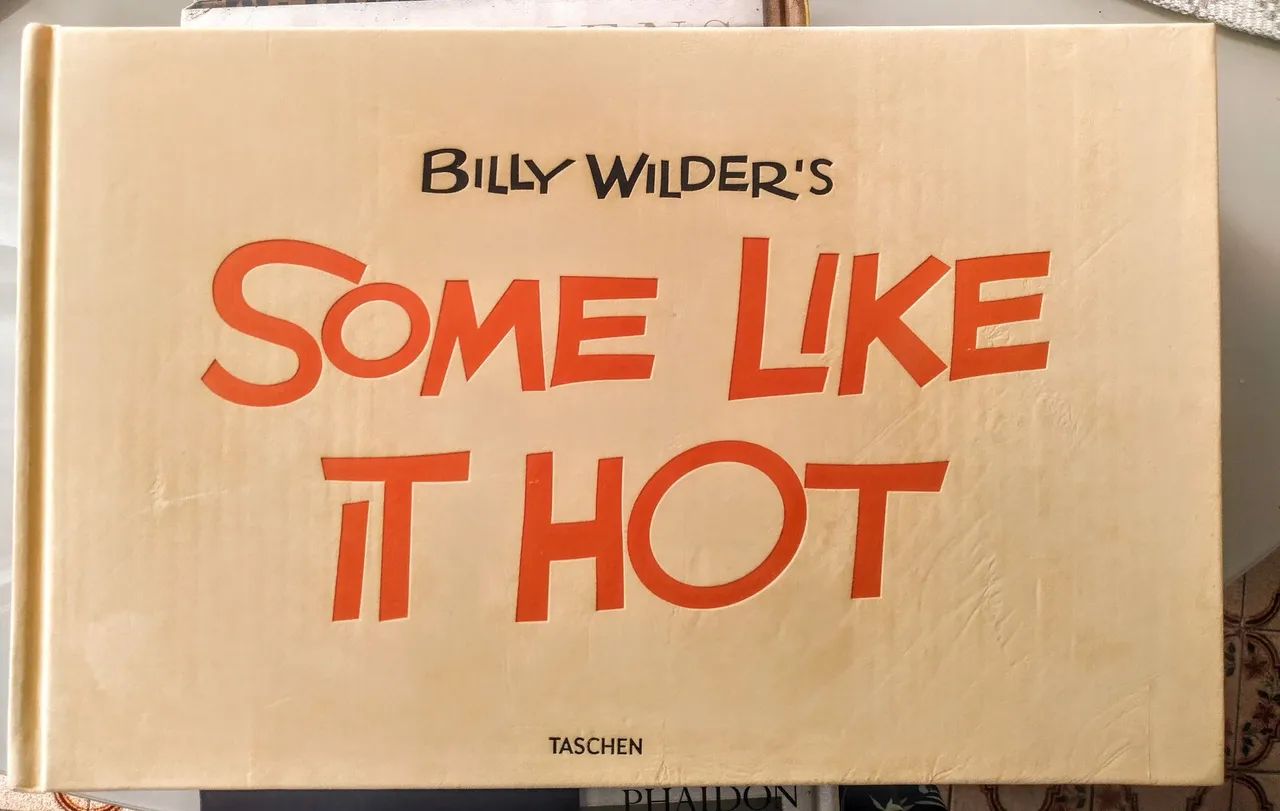 BILLY WILDER'S
SOME LIKE
IT HOT
TASCHEN
PHAIDON